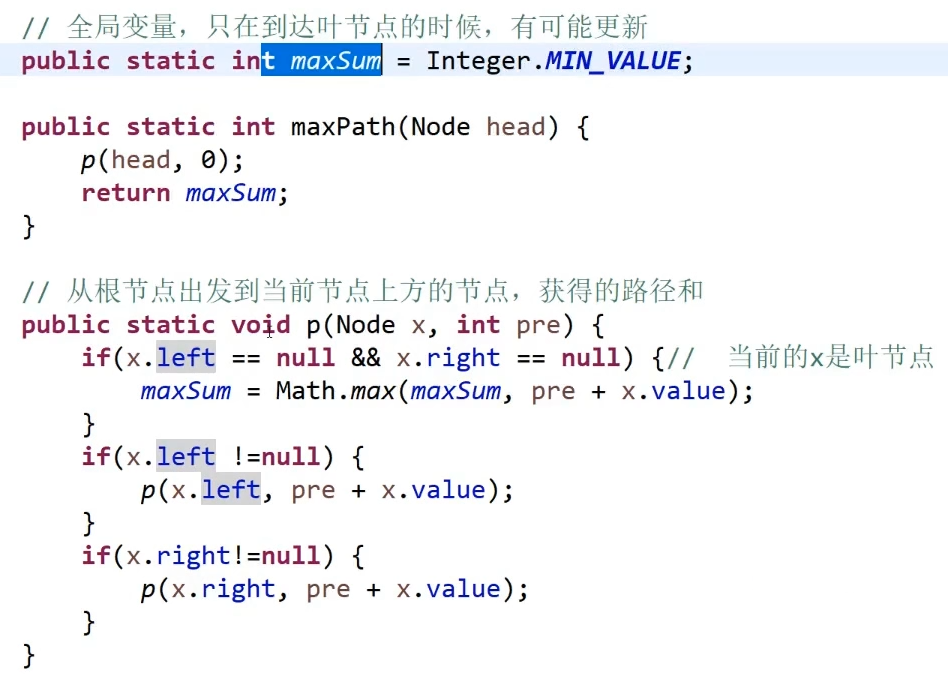 // 全局变量，只在到达叶节点的时候，有可能更新
public static int maxSum = Integer.MIN_VALUE;
public static int maxPath(Node head) {
p(head, 0);
return maxSum;
}
// 从根节点出发到当前节点上方的节点，获得的路径和
public static void p(Node x, int pre) {
if(x.left == null && x.right == null) {// 当前的x是叶节点
maxSum = Math.max(maxSum, pre + x.value);
}
if(x.left !=null) {
p(x.left, pre + x.value);
}
if(x.right!=null) {
p(x.right, pre + x.value);
}
}